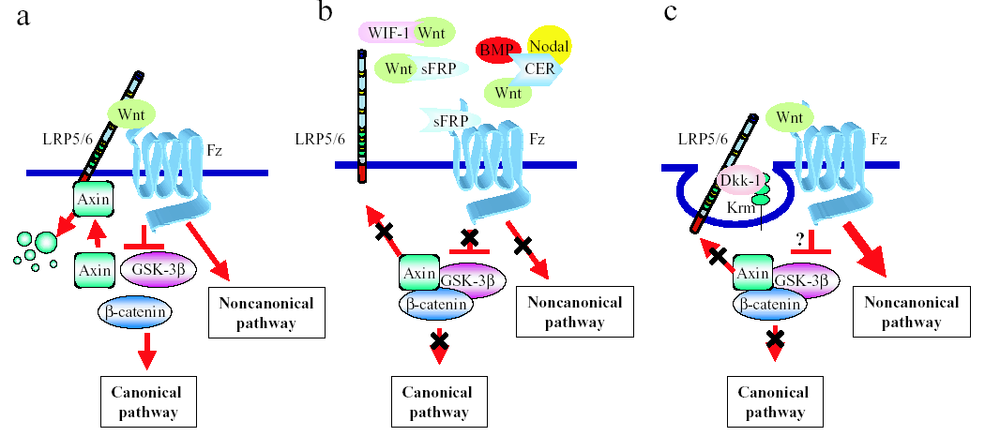 a
Wnt
LRP5/6
Fz
Axin
Axin
GSK-3β
β-catenin
Noncanonical
pathway
Canonical
pathway
b
WIF-1 Wnt
BMP
Nodal
Wnt sFRP
CER
Wnt
sFRP
LRP5/6
Fz
Axin
GSK-3β
β-catenin
Noncanonical
pathway
Canonical
pathway
c
Wnt
LRP5/6
Fz
Dkk-1
Krm
?
Axin
GSK-3β
β-catenin
Noncanonical
pathway
Canonical
pathway